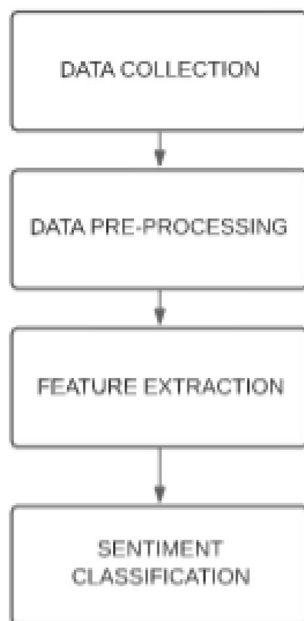 DATA COLLECTION
DATA PRE-PROCESSING
FEATURE EXTRACTION
SENTIMENT
CLASSIFICATION